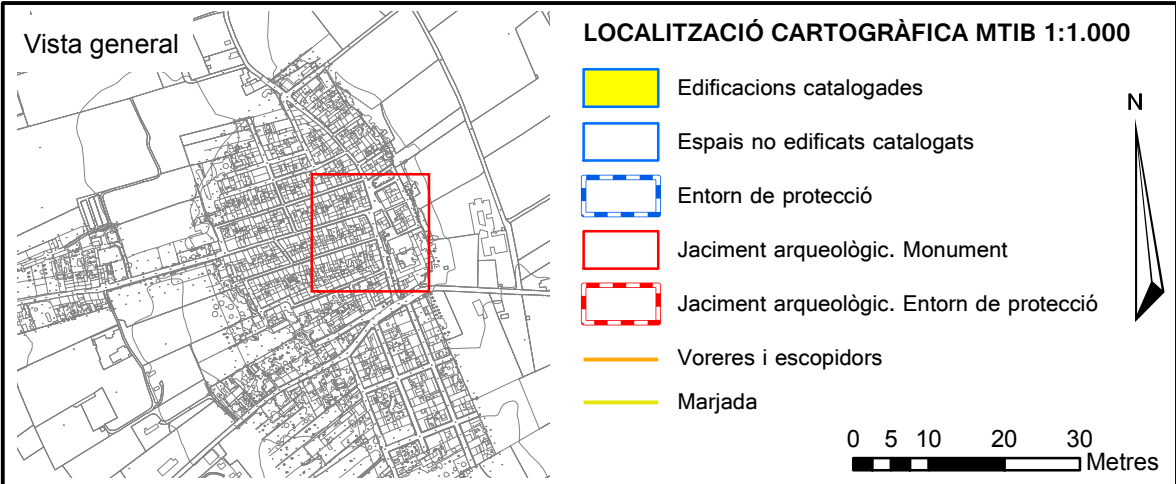 Vista general
LOCALITZACIÓ CARTOGRÀFICA MTIB 1:1.000
Edificacions catalogades
Espais no edificats catalogats
Entorn de protecció
Jaciment arqueològic. Monument
Jaciment arqueològic. Entorn de protecció
Voreres i escopidors
Marjada
N
0 5 10 20 30
Metres